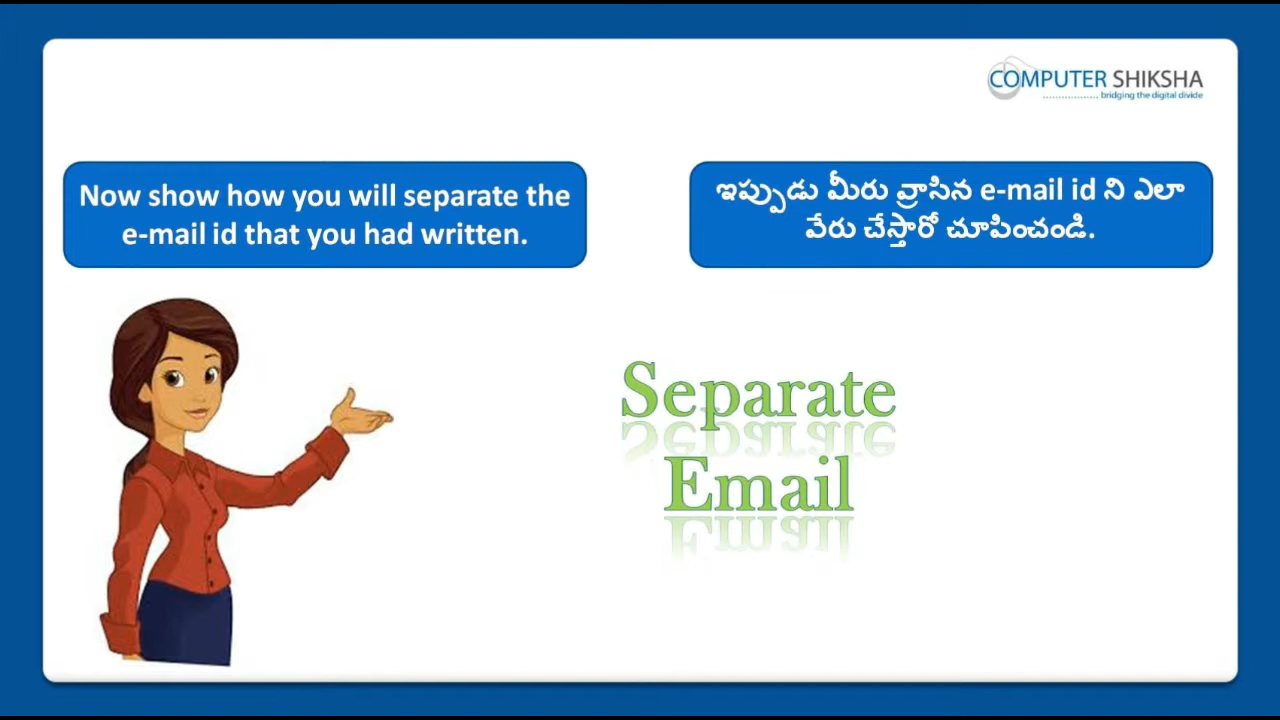 COMPUTER SHIKSHA
bridging the digital divide
Now show how you will separate the
e-mail id that you had written.
ఇప్పుడు మీరు వ్రాసిన e-mail id ని ఎలా
వేరు చేస్తారో చూపించండి.
Separate
Email